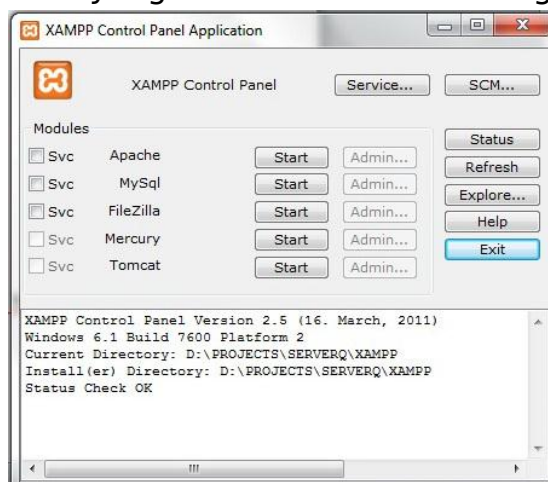 XAMPP Control Panel Application
XAMPP Control Panel Service... SCM...
Modules
Svc Apache Start Admin...
Svc MySql Start Admin...
Svc FileZilla Start Admin...
Svc Mercury Start Admin...
Svc Tomcat Start Admin...
Status
Refresh
Explore...
Help
Exit
XAMPP Control Panel Version 2.5 (16. March, 2011)
Windows 6.1 Build 7600 Platform 2
Current Directory: D:\PROJECTS\SERVERQ\XAMPP
Install(er) Directory: D:\PROJECTS\SERVERQ\XAMPP
Status Check OK